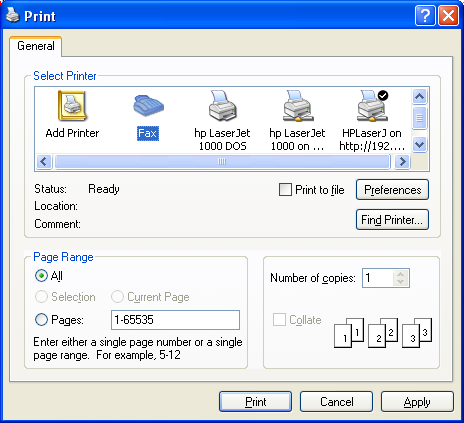 Print
General
Select Printer
Add Printer
Fax
hp LaserJet
1000 DOS
hp LaserJet
1000 on ...
HPLaserJ on
http://192....
Status: Ready
Print to file
Preferences
Location:
Comment:
Find Printer...
Page Range
All
Selection
Current Page
Pages:
1-65535
Enter either a single page number or a single
page range. For example, 5-12
Number of copies:
1
Collate
1 1 2 2 3 3
Print
Cancel
Apply